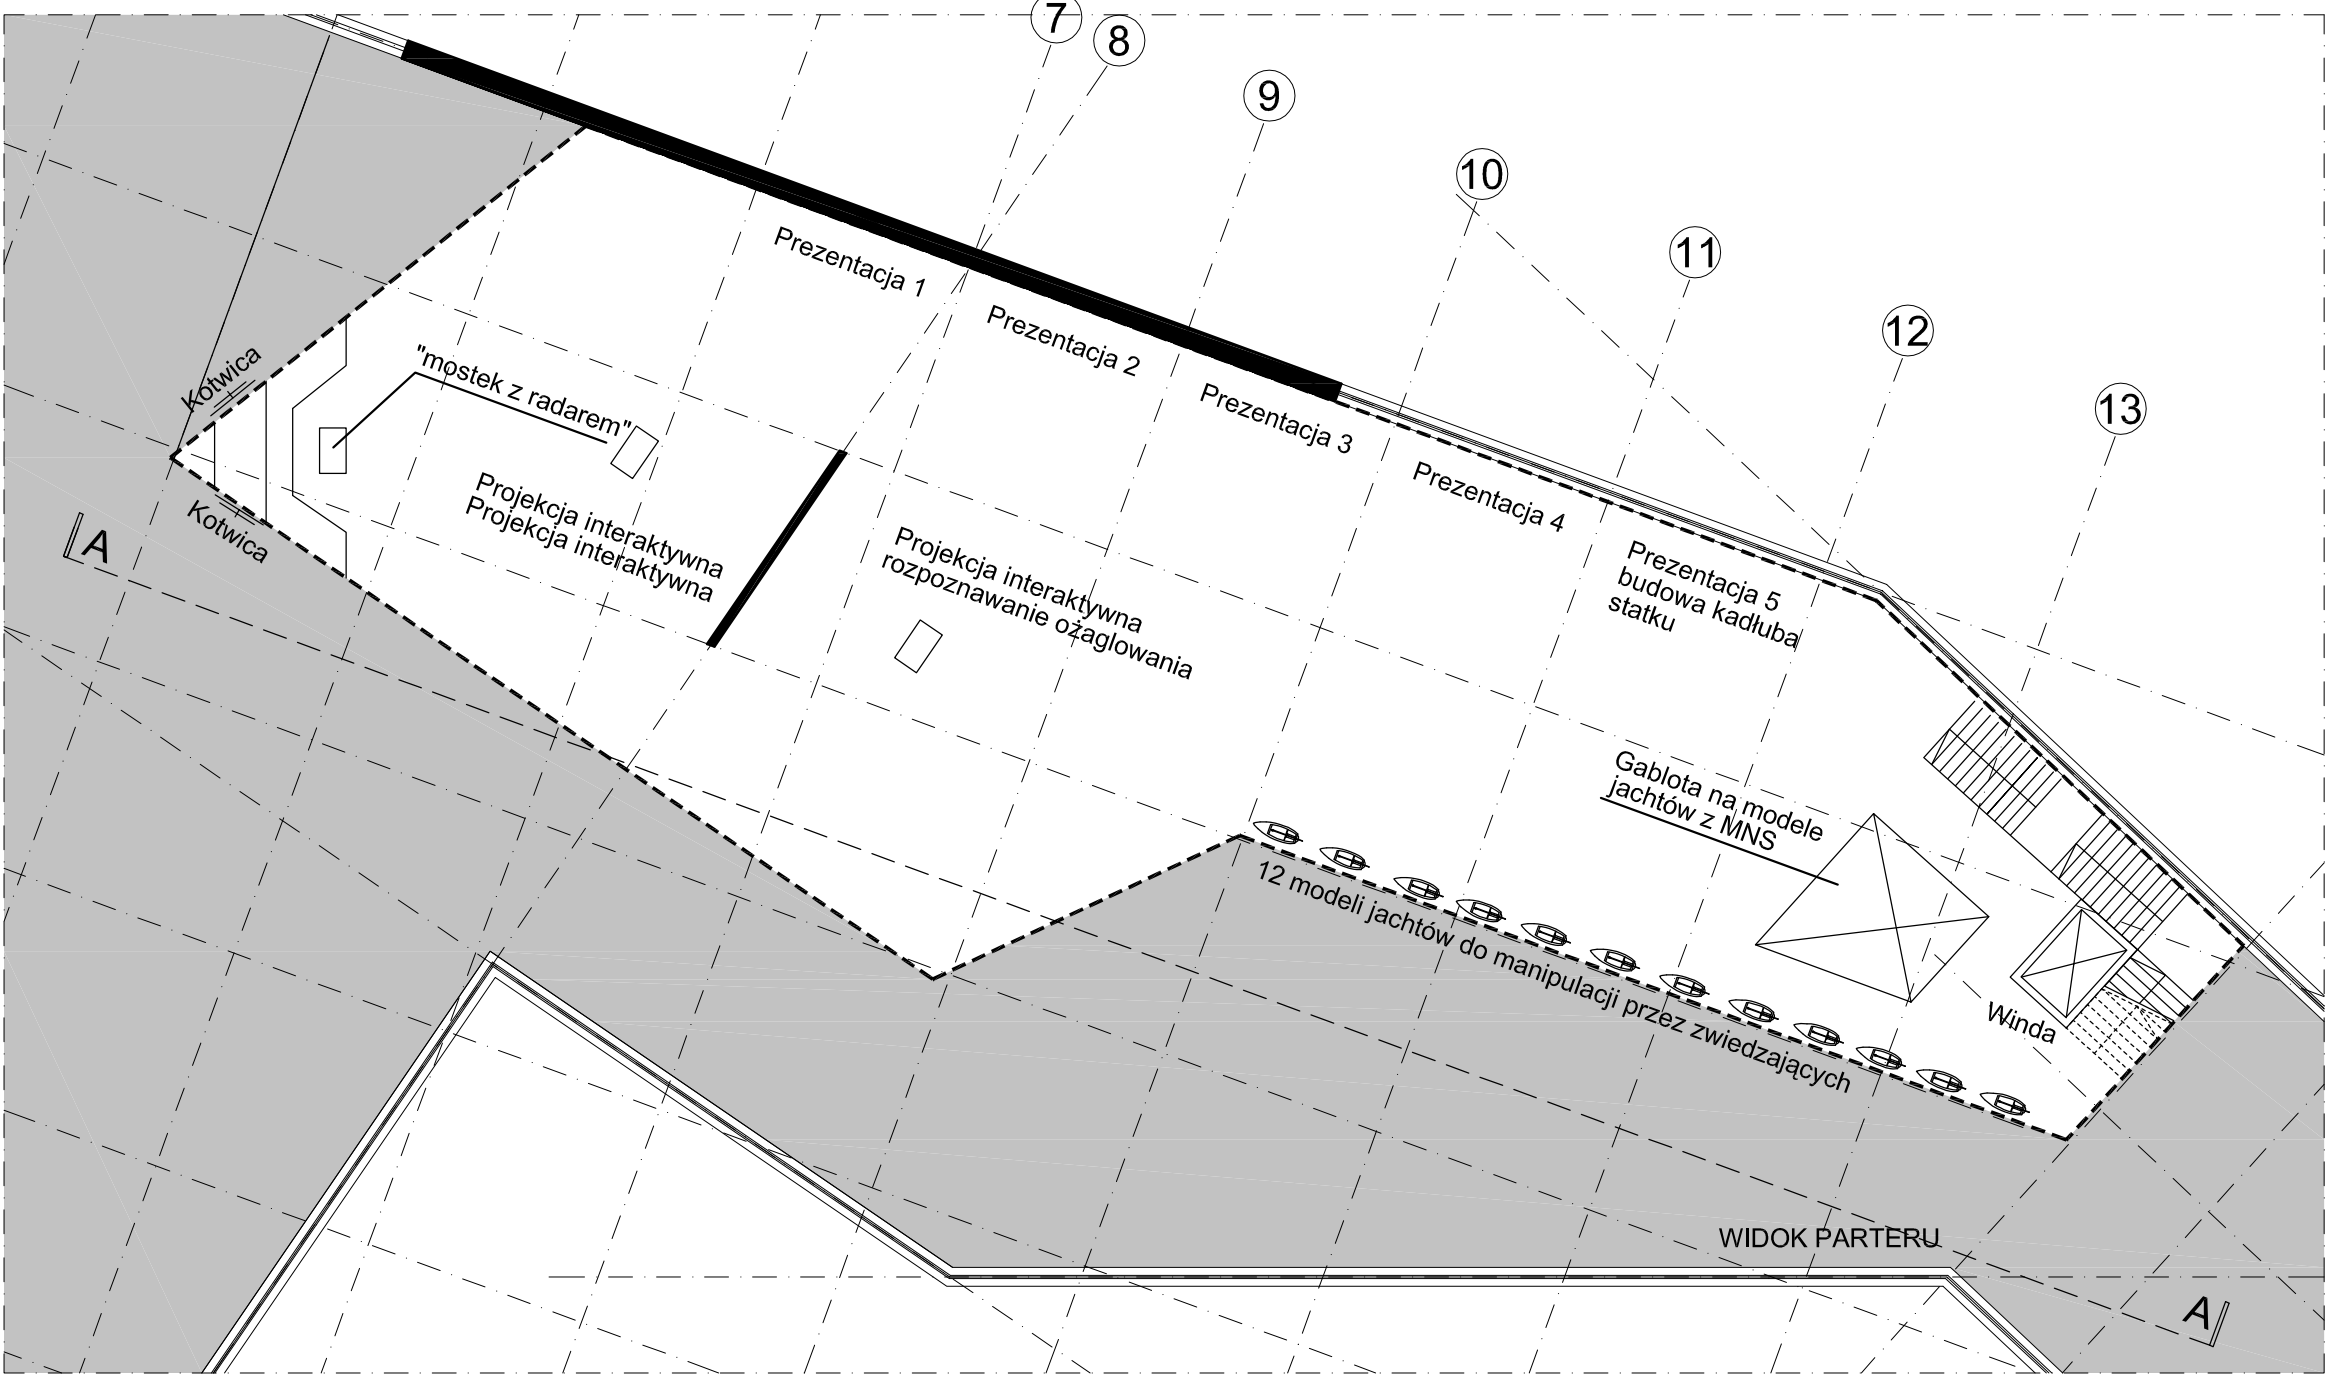 7
8
9
10
11
12
13
Prezentacja 1
Prezentacja 2
Prezentacja 3
Prezentacja 4
Prezentacja 5
budowa kadłuba
statku
Kotwica
"mostek z radarem"
Kotwica
A
Projekcja interaktywna
Projekcja interaktywna
Projekcja interaktywna
rozpoznawanie ożaglowania
Gablota na modele
jachtów z MNS
12 modeli jachtów do manipulacji przez zwiedzających
Winda
WIDOK PARTERU
A